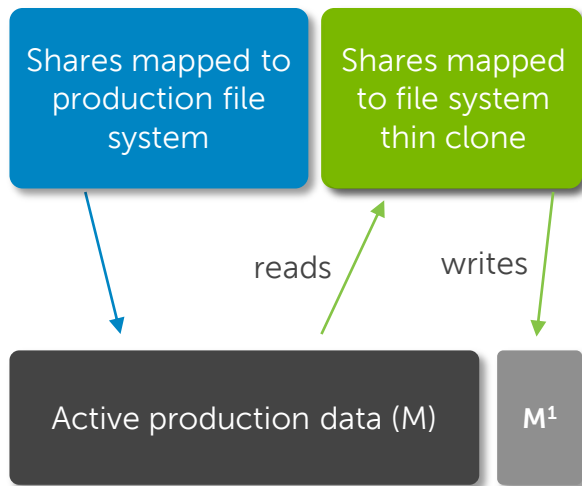 Shares mapped to
production file
system
Shares mapped
to file system
thin clone
reads
writes
Active production data (M)
M¹